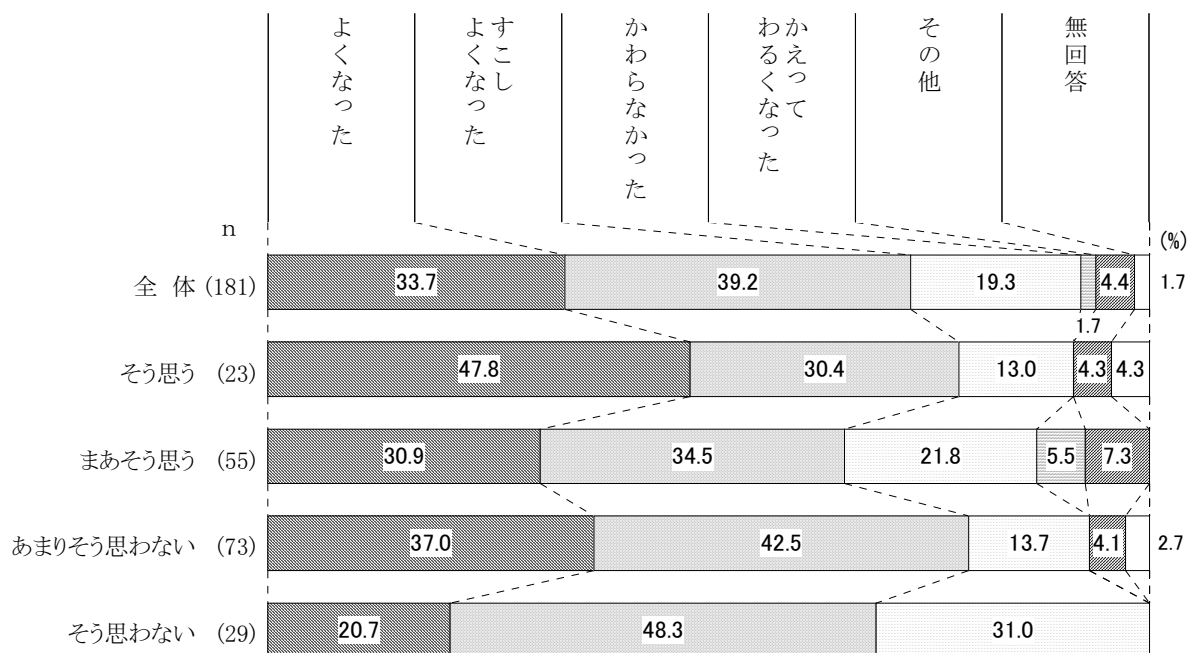 よくなった
すこし
よくなった
かわらなかった
かえって
わるくなった
その他
無回答
n
(%)
全 体 (181) 33.7 39.2 19.3 4.4 1.7
1.7
そう思う (23) 47.8 30.4 13.0 4.3 4.3
まあそう思う (55) 30.9 34.5 21.8 5.5 7.3
あまりそう思わない (73) 37.0 42.5 13.7 4.1 2.7
そう思わない (29) 20.7 48.3 31.0